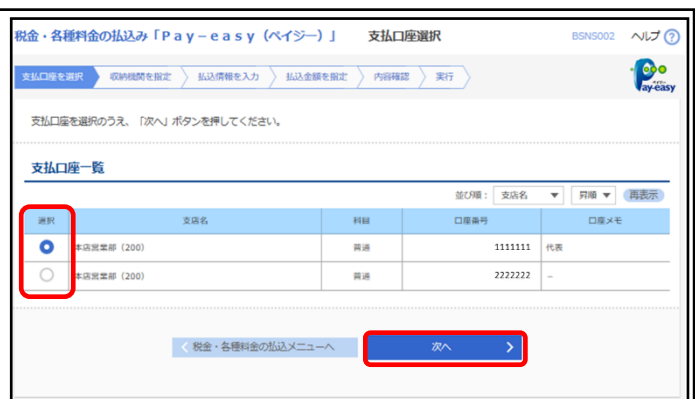 税金・各種料金の払込み「Pay-easy（ペイジー）」 支払口座選択 BSNS002 ヘルプ ?
支払口座を選択 収納機関を指定 払込情報を入力 払込金額を指定 内容確認 実行
ペイジー
Pay-easy
支払口座を選択のうえ、「次へ」ボタンを押してください。
支払口座一覧
並び順： 支店名 ▼ 昇順 ▼ 再表示
選択 支店名 科目 口座番号 口座メモ
本店営業部（200） 普通 1111111 代表
本店営業部（200） 普通 2222222 －
税金・各種料金の払込メニューへ 次へ